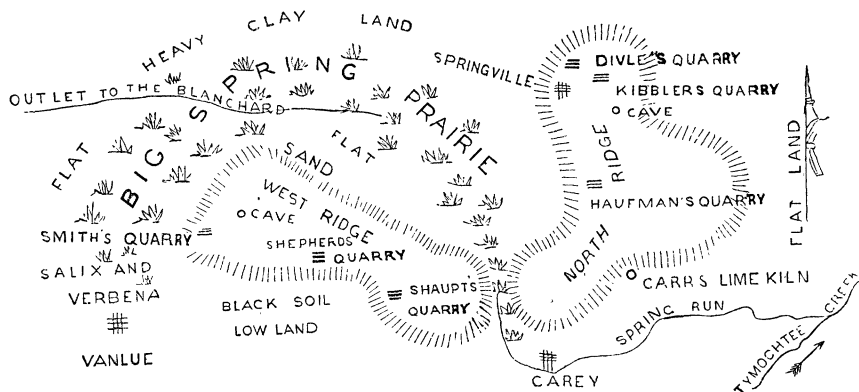 HEAVY CLAY LAND
BIG SPRING PRAIRIE
OUTLET TO THE BLANCHARD
SPRINGVILLE
DIVLE'S QUARRY
KIBBLERS QUARRY
CAVE
FLAT
SAND
FLAT
NORTH RIDGE
FLAT LAND
WEST RIDGE
CAVE
HAUFMAN'S QUARRY
SMITH'S QUARRY
SHEPHERDS
QUARRY
SALIX AND
VERBENA
CARRS LIME KILN
SHAUPT'S
QUARRY
BLACK SOIL
LOW LAND
SPRING RUN
TYMOCHTEE CREEK
VANLUE
CAREY